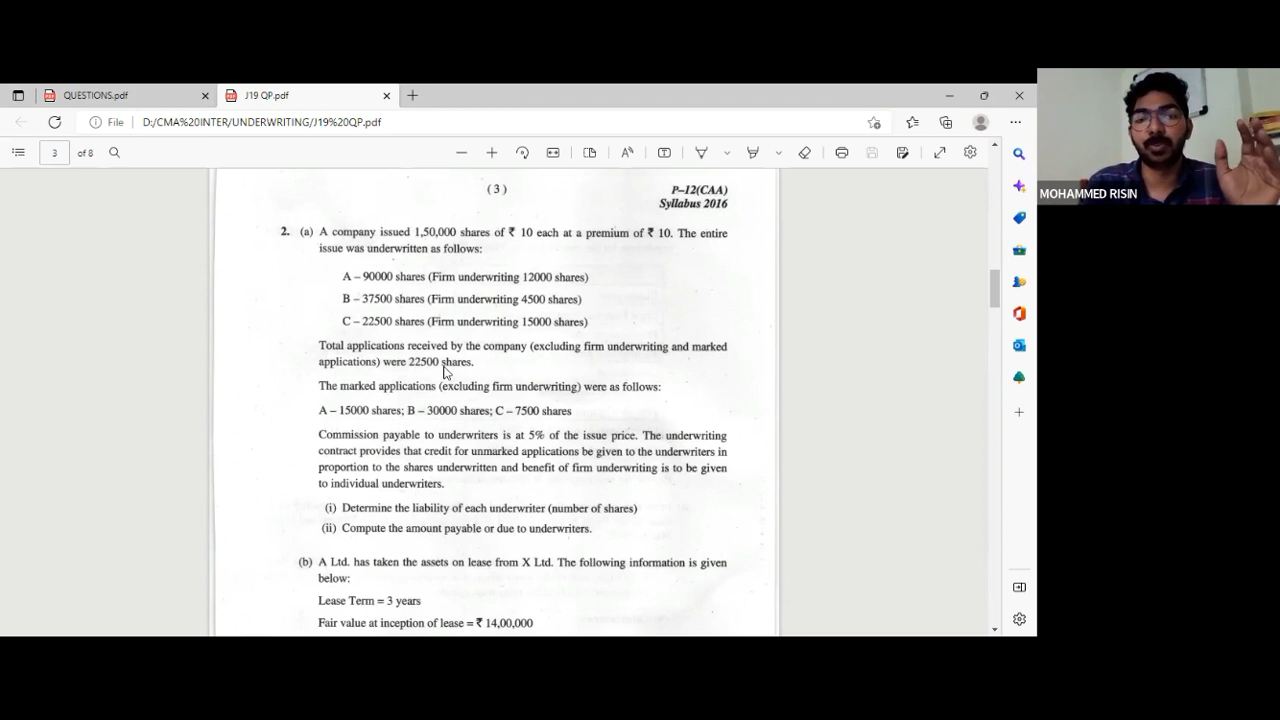 QUESTIONS.pdf
J19 QP.pdf
File
D:/CMA%20INTER/UNDERWRITING/J19%20QP.pdf
3
of 8
MOHAMMED RISIN
( 3 )
P–12(CAA)
Syllabus 2016
2. (a) A company issued 1,50,000 shares of ₹ 10 each at a premium of ₹ 10. The entire
issue was underwritten as follows:
A – 90000 shares (Firm underwriting 12000 shares)
B – 37500 shares (Firm underwriting 4500 shares)
C – 22500 shares (Firm underwriting 15000 shares)
Total applications received by the company (excluding firm underwriting and marked
applications) were 22500 shares.
The marked applications (excluding firm underwriting) were as follows:
A – 15000 shares; B – 30000 shares; C – 7500 shares
Commission payable to underwriters is at 5% of the issue price. The underwriting
contract provides that credit for unmarked applications be given to the underwriters in
proportion to the shares underwritten and benefit of firm underwriting is to be given
to individual underwriters.
(i) Determine the liability of each underwriter (number of shares)
(ii) Compute the amount payable or due to underwriters.
(b) A Ltd. has taken the assets on lease from X Ltd. The following information is given
below:
Lease Term = 3 years
Fair value at inception of lease = ₹ 14,00,000